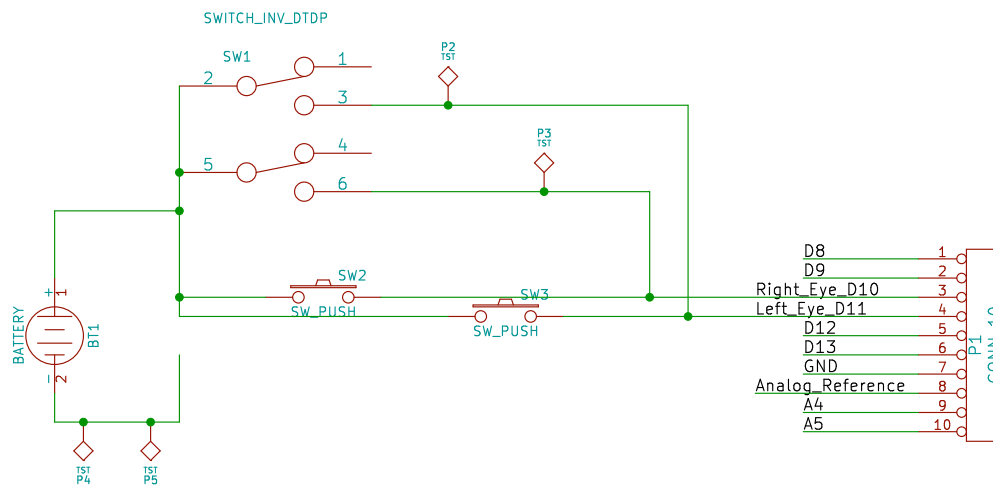 SWITCH_INV_DTDP
SW1
2
1
3
5
4
6
P2
TST
P3
TST
SW2
SW_PUSH
SW3
SW_PUSH
BATTERY
BT1
+
1
−
2
TST
P4
TST
P5
D8 1
D9 2
Right_Eye_D10 3
Left_Eye_D11 4
D12 5
D13 6
GND 7
Analog_Reference 8
A4 9
A5 10
P1